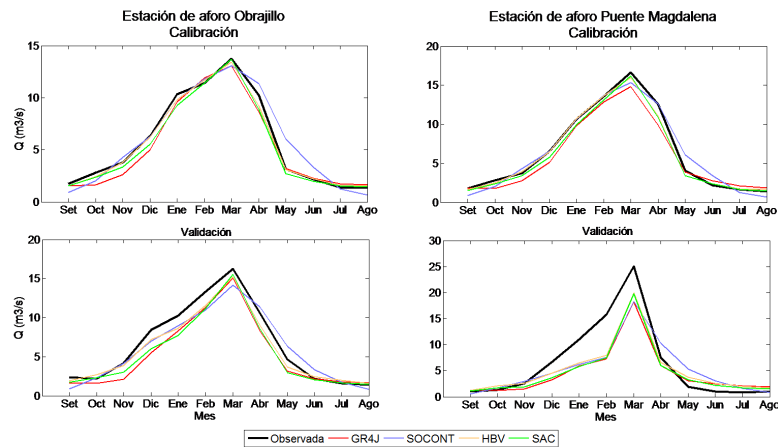 Estación de aforo Obrajillo
Calibración
Estación de aforo Puente Magdalena
Calibración
15
10
5
0
Q (m3/s)
Set Oct Nov Dic Ene Feb Mar Abr May Jun Jul Ago
20
15
10
5
0
Set Oct Nov Dic Ene Feb Mar Abr May Jun Jul Ago
Validación
20
15
10
5
0
Q (m3/s)
Set Oct Nov Dic Ene Feb Mar Abr May Jun Jul Ago
Mes
Validación
30
25
20
15
10
5
0
Set Oct Nov Dic Ene Feb Mar Abr May Jun Jul Ago
Mes
Observada GR4J SOCONT HBV SAC